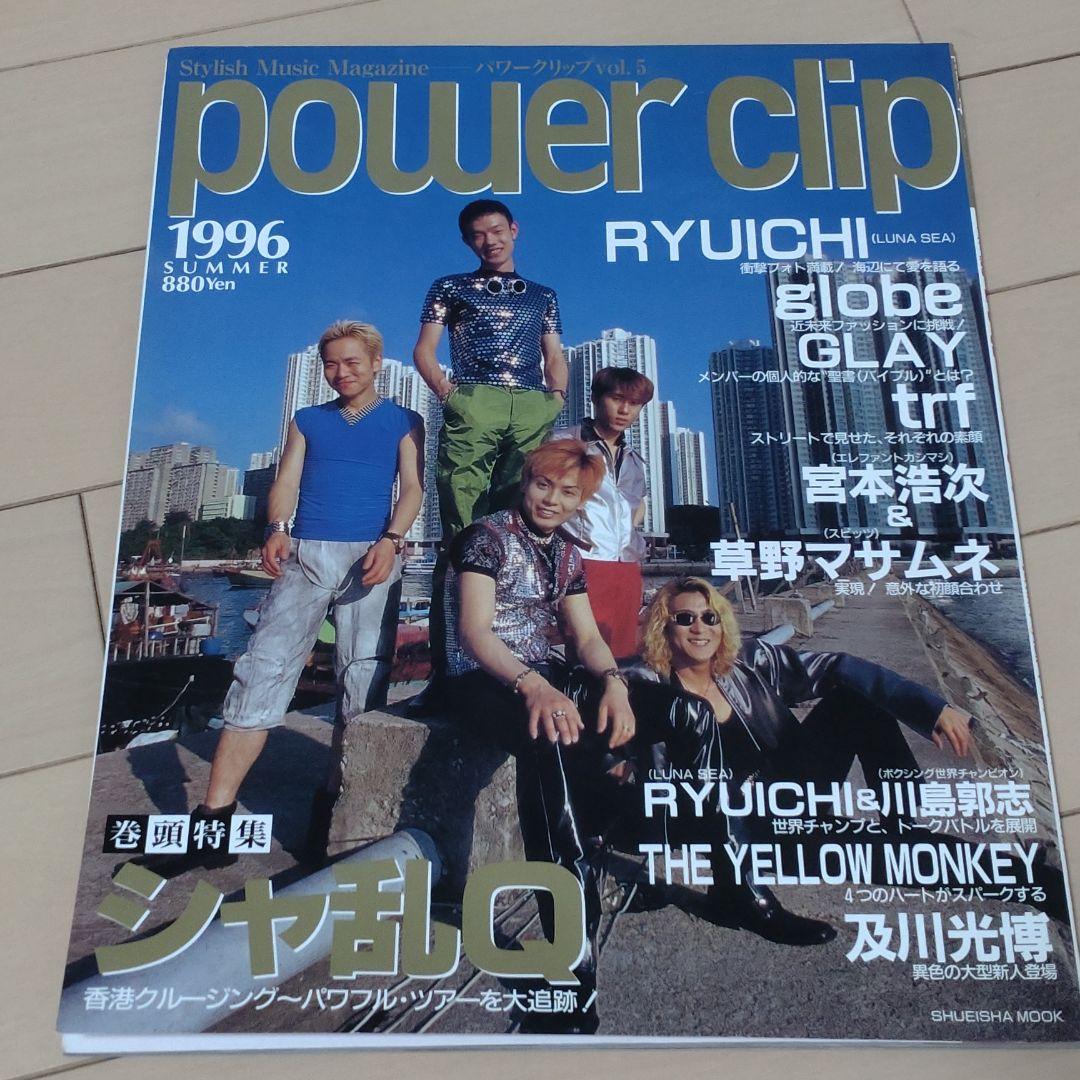 Stylish Music Magazine——パワークリップvol.5
power clip
1996
SUMMER
880Yen
RYUICHI(LUNA SEA)
衝撃フォト満載! 海辺にて愛を語る
globe
近未来ファッションに挑戦!
GLAY
メンバーの個人的な"聖書(バイブル)"とは?
trf
ストリートで見せた、それぞれの素顔
(エレファントカシマシ)
宮本浩次
&
(スピッツ)
草野マサムネ
実現! 意外な初顔合わせ
(LUNA SEA) (ボクシング世界チャンピオン)
RYUICHI&川島郭志
世界チャンプと、トークバトルを展開
THE YELLOW MONKEY
4つのハートがスパークする
及川光博
異色の大型新人登場
巻頭特集
シャ乱Q
香港クルージング~パワフル・ツアーを大追跡!
SHUEISHA MOOK